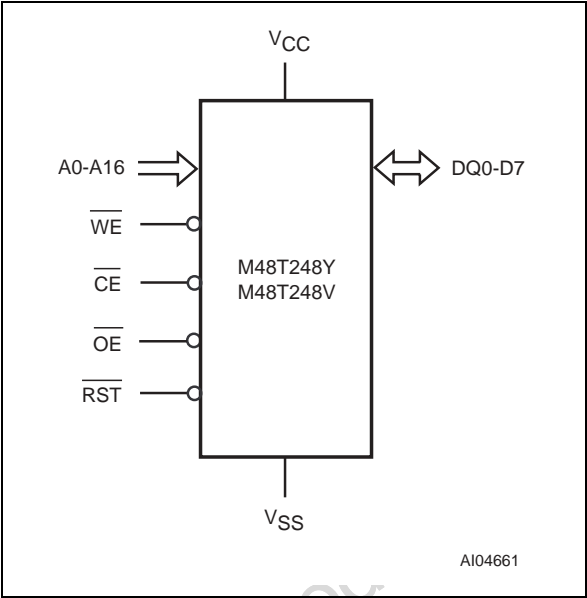 VCC
A0-A16
DQ0-D7
WE
CE
OE
RST
M48T248Y
M48T248V
VSS
AI04661